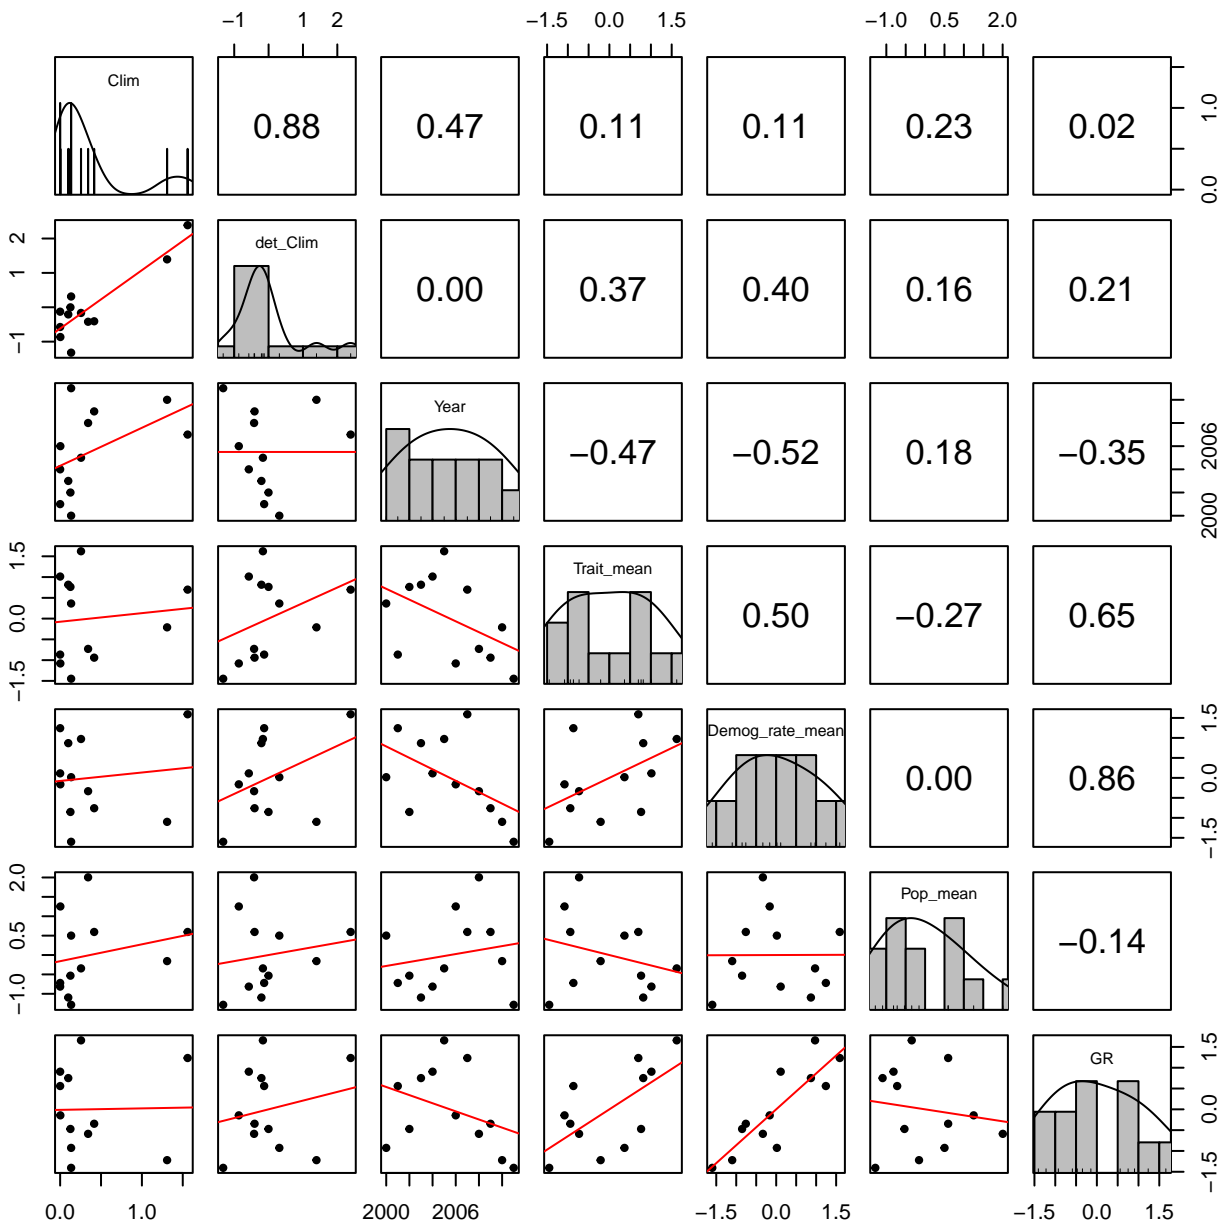 −1 1 2 −1.5 0.0 1.5 −1.0 0.5 2.0
Clim 0.88 0.47 0.11 0.11 0.23 0.02
0.0 1.0
det_Clim 0.00 0.37 0.40 0.16 0.21
−1 1 2
Year −0.47 −0.52 0.18 −0.35
2000 2006
Trait_mean 0.50 −0.27 0.65
−1.5 0.0 1.5
Demog_rate_mean 0.00 0.86
−1.5 0.0 1.5
Pop_mean −0.14
−1.0 0.5 2.0
GR
−1.5 0.0 1.5
0.0 1.0 2000 2006 −1.5 0.0 1.5 −1.5 0.0 1.5